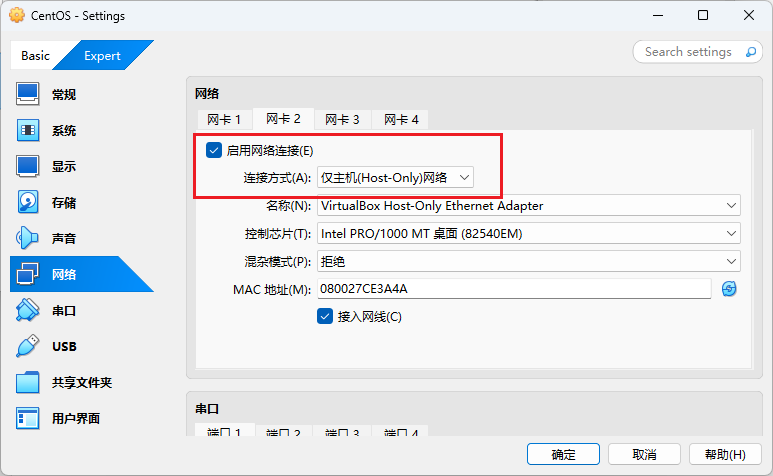 CentOS - Settings
Basic
Expert
Search settings
常规
系统
显示
存储
声音
网络
串口
USB
共享文件夹
用户界面
网络
网卡 1
网卡 2
网卡 3
网卡 4
启用网络连接(E)
连接方式(A): 仅主机(Host-Only)网络
名称(N): VirtualBox Host-Only Ethernet Adapter
控制芯片(T): Intel PRO/1000 MT 桌面 (82540EM)
混杂模式(P): 拒绝
MAC 地址(M): 080027CE3A4A
接入网线(C)
串口
端口 1
端口 2
端口 3
端口 4
确定
取消
帮助(H)